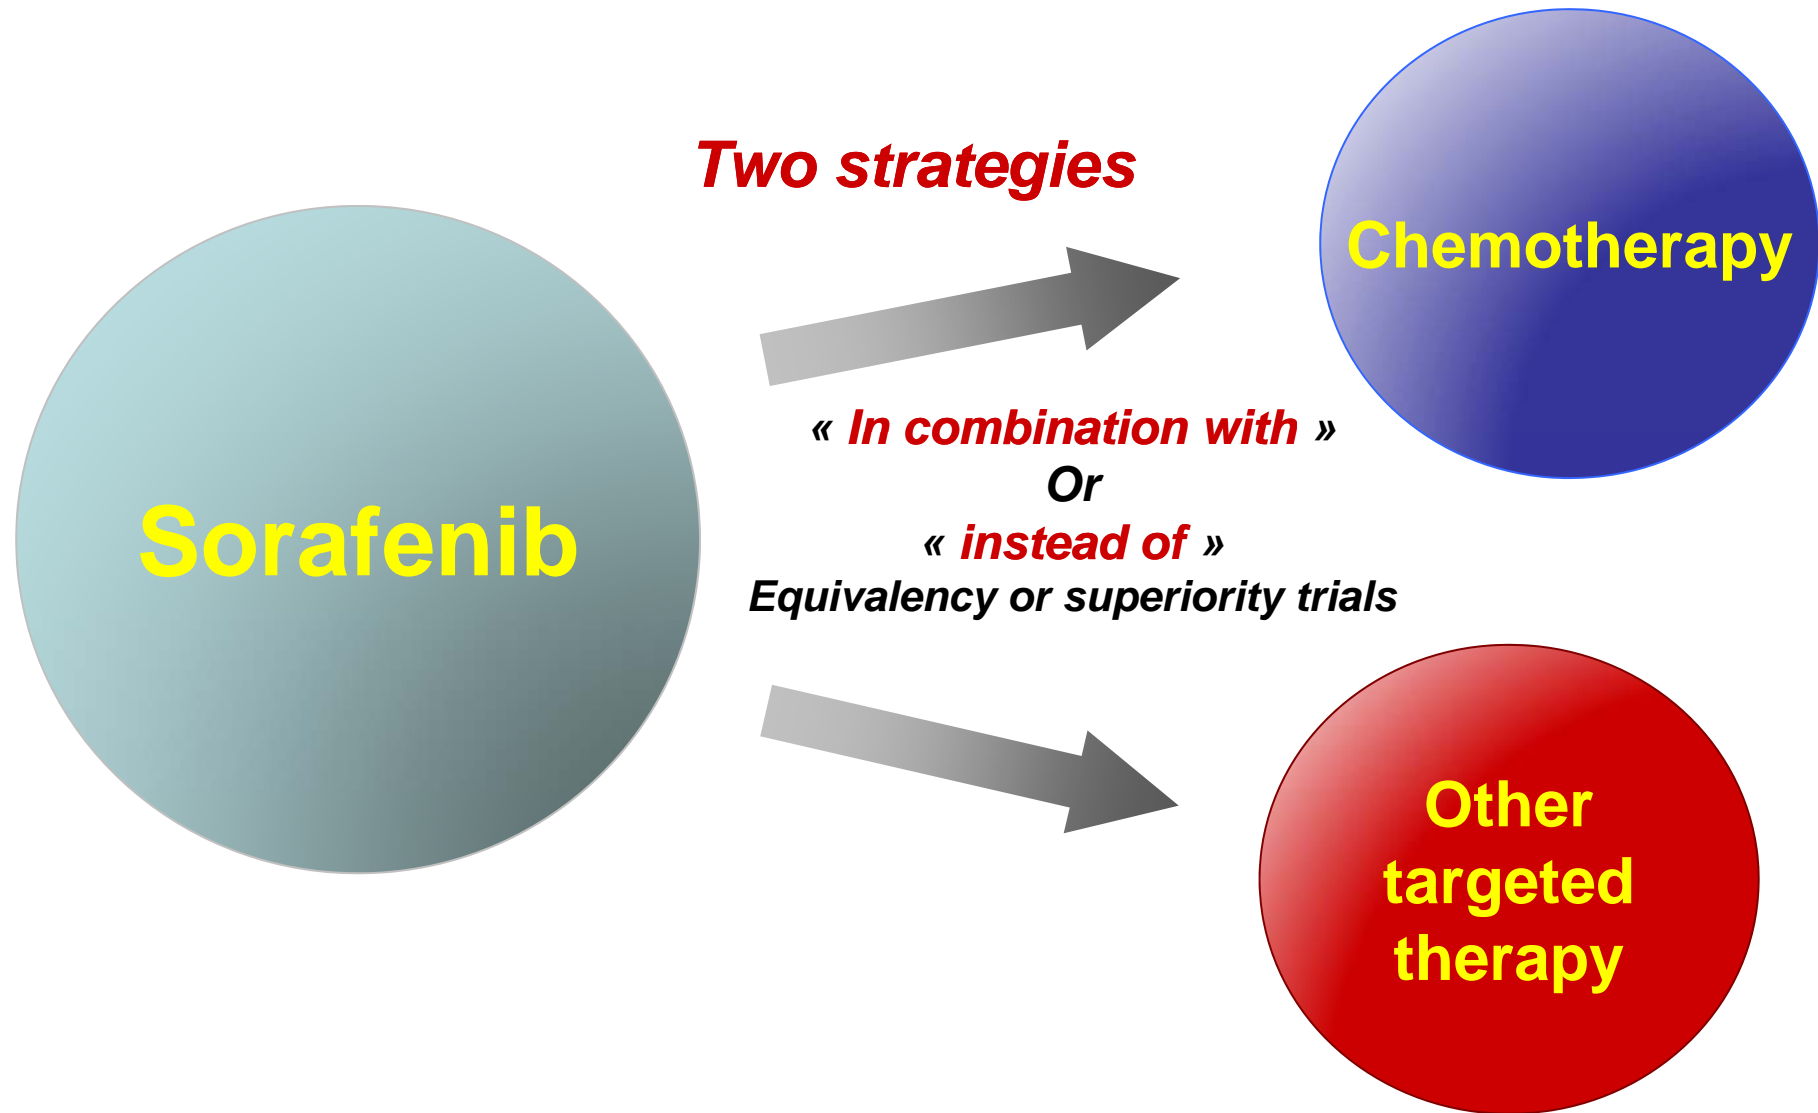 Two strategies
Chemotherapy
« In combination with »
Or
« instead of »
Equivalency or superiority trials
Sorafenib
Other
targeted
therapy